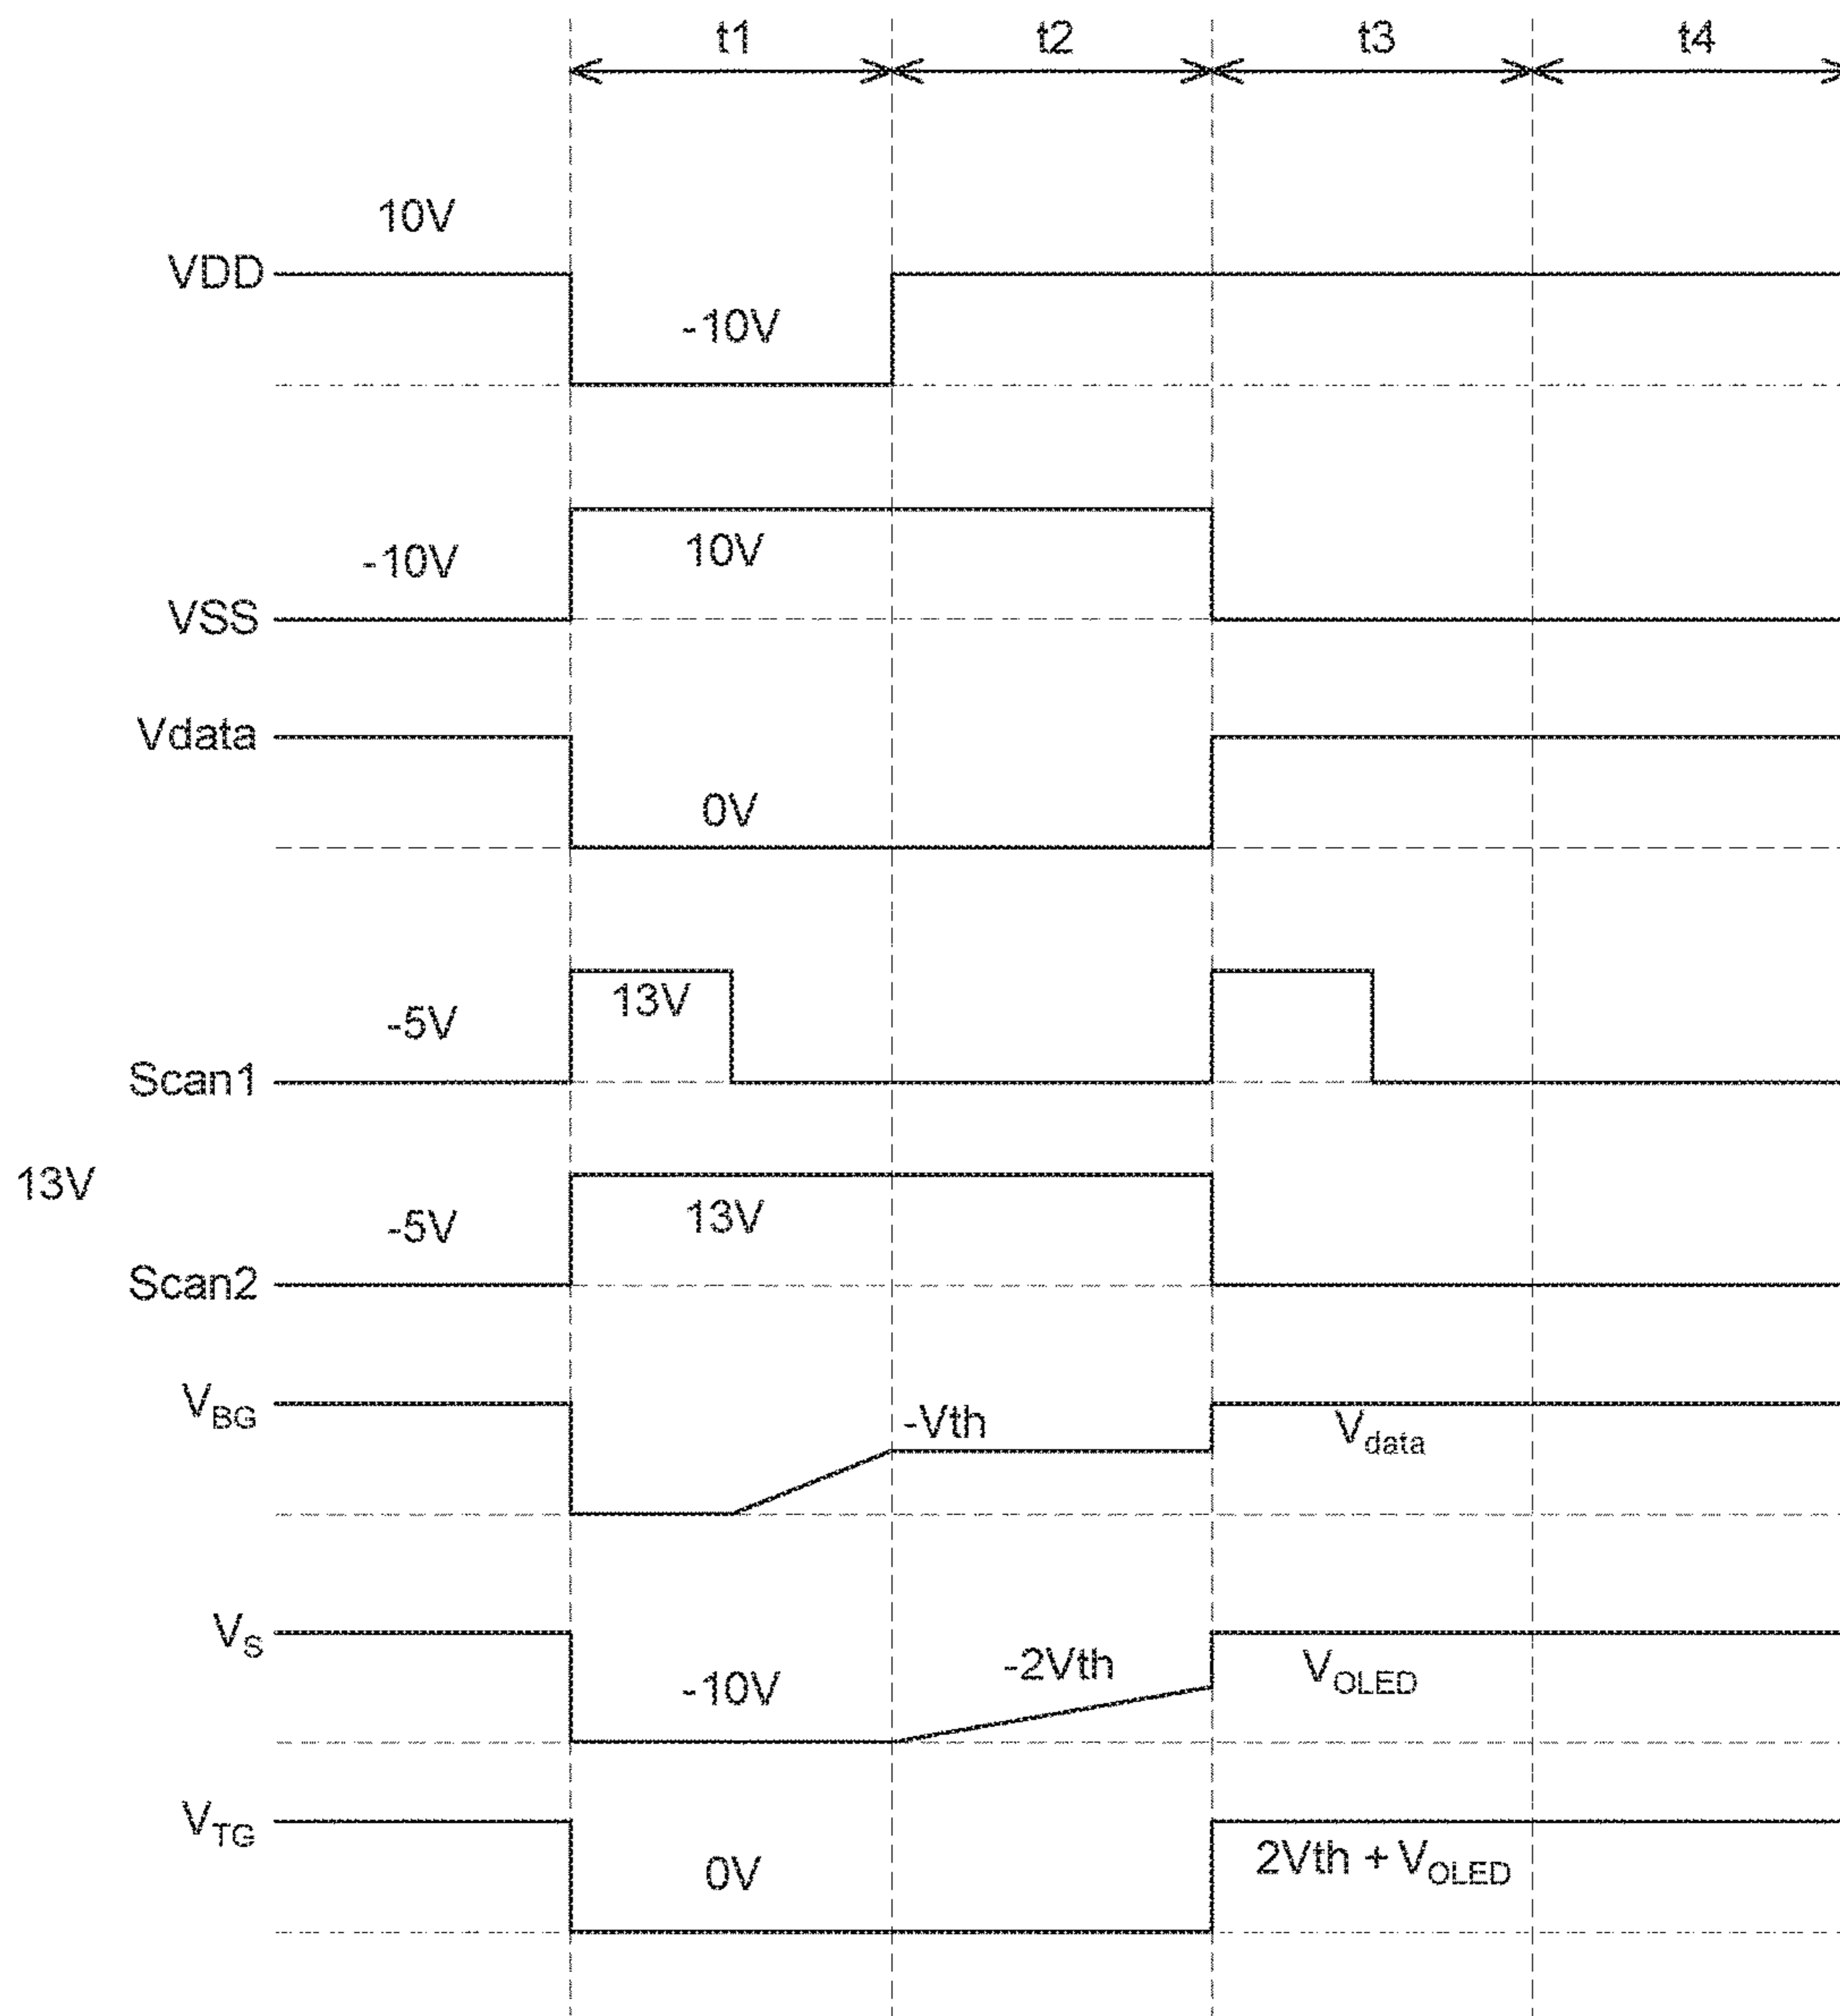 t1 t2 t3 t4
10V
VDD
-10V
-10V
10V
VSS
Vdata
0V
-5V
13V
Scan1
13V
-5V
13V
Scan2
VBG
-Vth
Vdata
VS
-10V
-2Vth
VOLED
VTG
0V
2Vth + VOLED